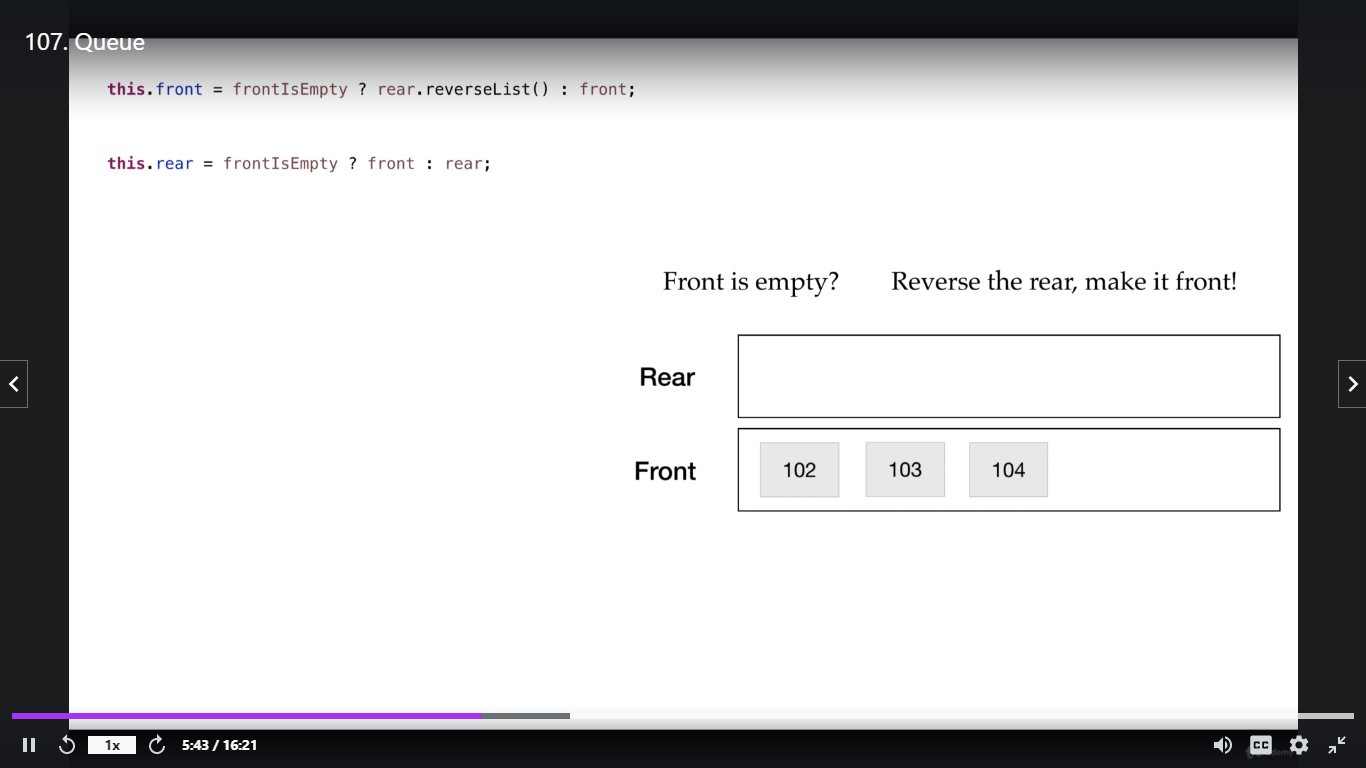 107. Queue
this.front = frontIsEmpty ? rear.reverseList() : front;
this.rear = frontIsEmpty ? front : rear;
Front is empty? Reverse the rear, make it front!
Rear
Front 102 103 104
1x 5:43 / 16:21 CC